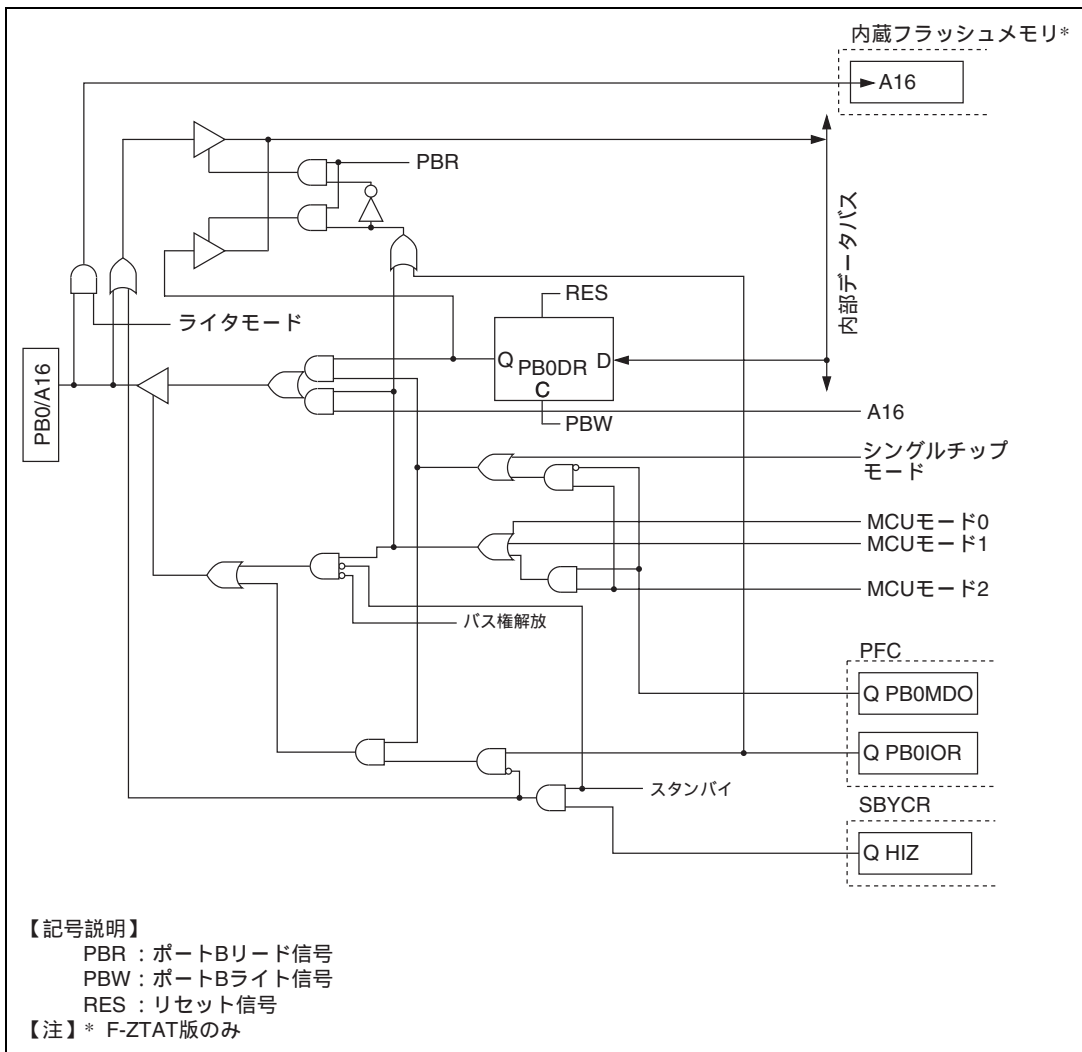 内蔵フラッシュメモリ*
A16
PBR
内部データバス
RES
ライタモード
Q PB0DR D
C
PB0/A16
PBW
A16
シングルチップ
モード
MCUモード0
MCUモード1
MCUモード2
バス権解放
PFC
Q PB0MDO
Q PB0IOR
スタンバイ
SBYCR
Q HIZ
【記号説明】
PBR : ポートBリード信号
PBW : ポートBライト信号
RES : リセット信号
【注】* F-ZTAT版のみ